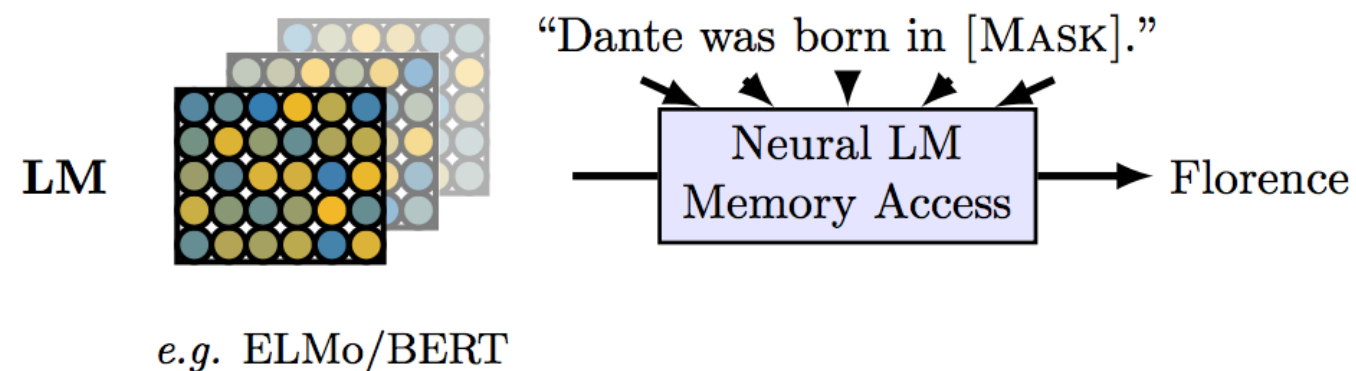 “Dante was born in [MASK].”
Neural LM
Memory Access
LM
Florence
e.g. ELMo/BERT